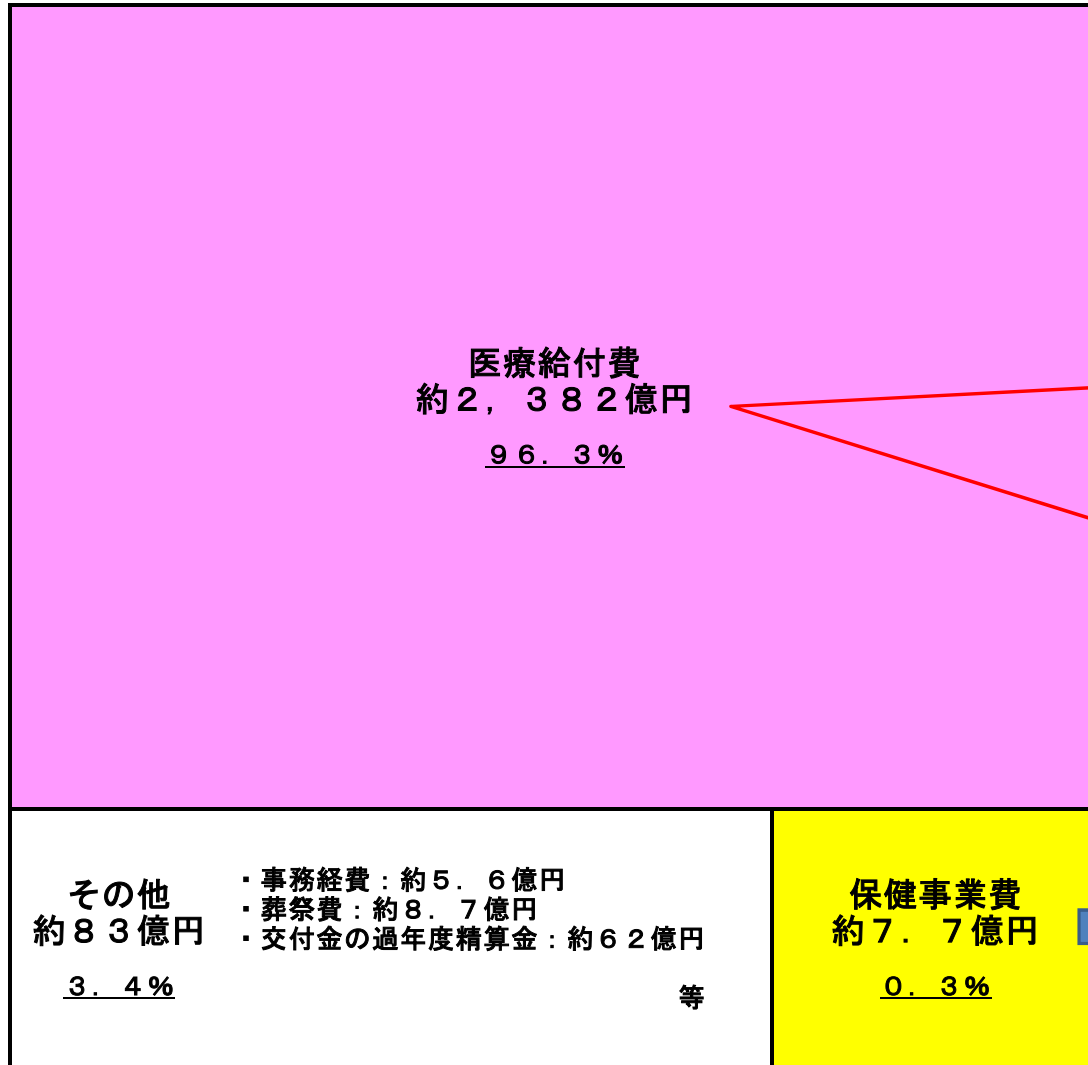 医療給付費
約２，３８２億円
９６．３％
その他
約８３億円
３．４％
・事務経費：約５．６億円
・葬祭費：約８．７億円
・交付金の過年度精算金：約６２億円
等
保健事業費
約７．７億円
０．３％